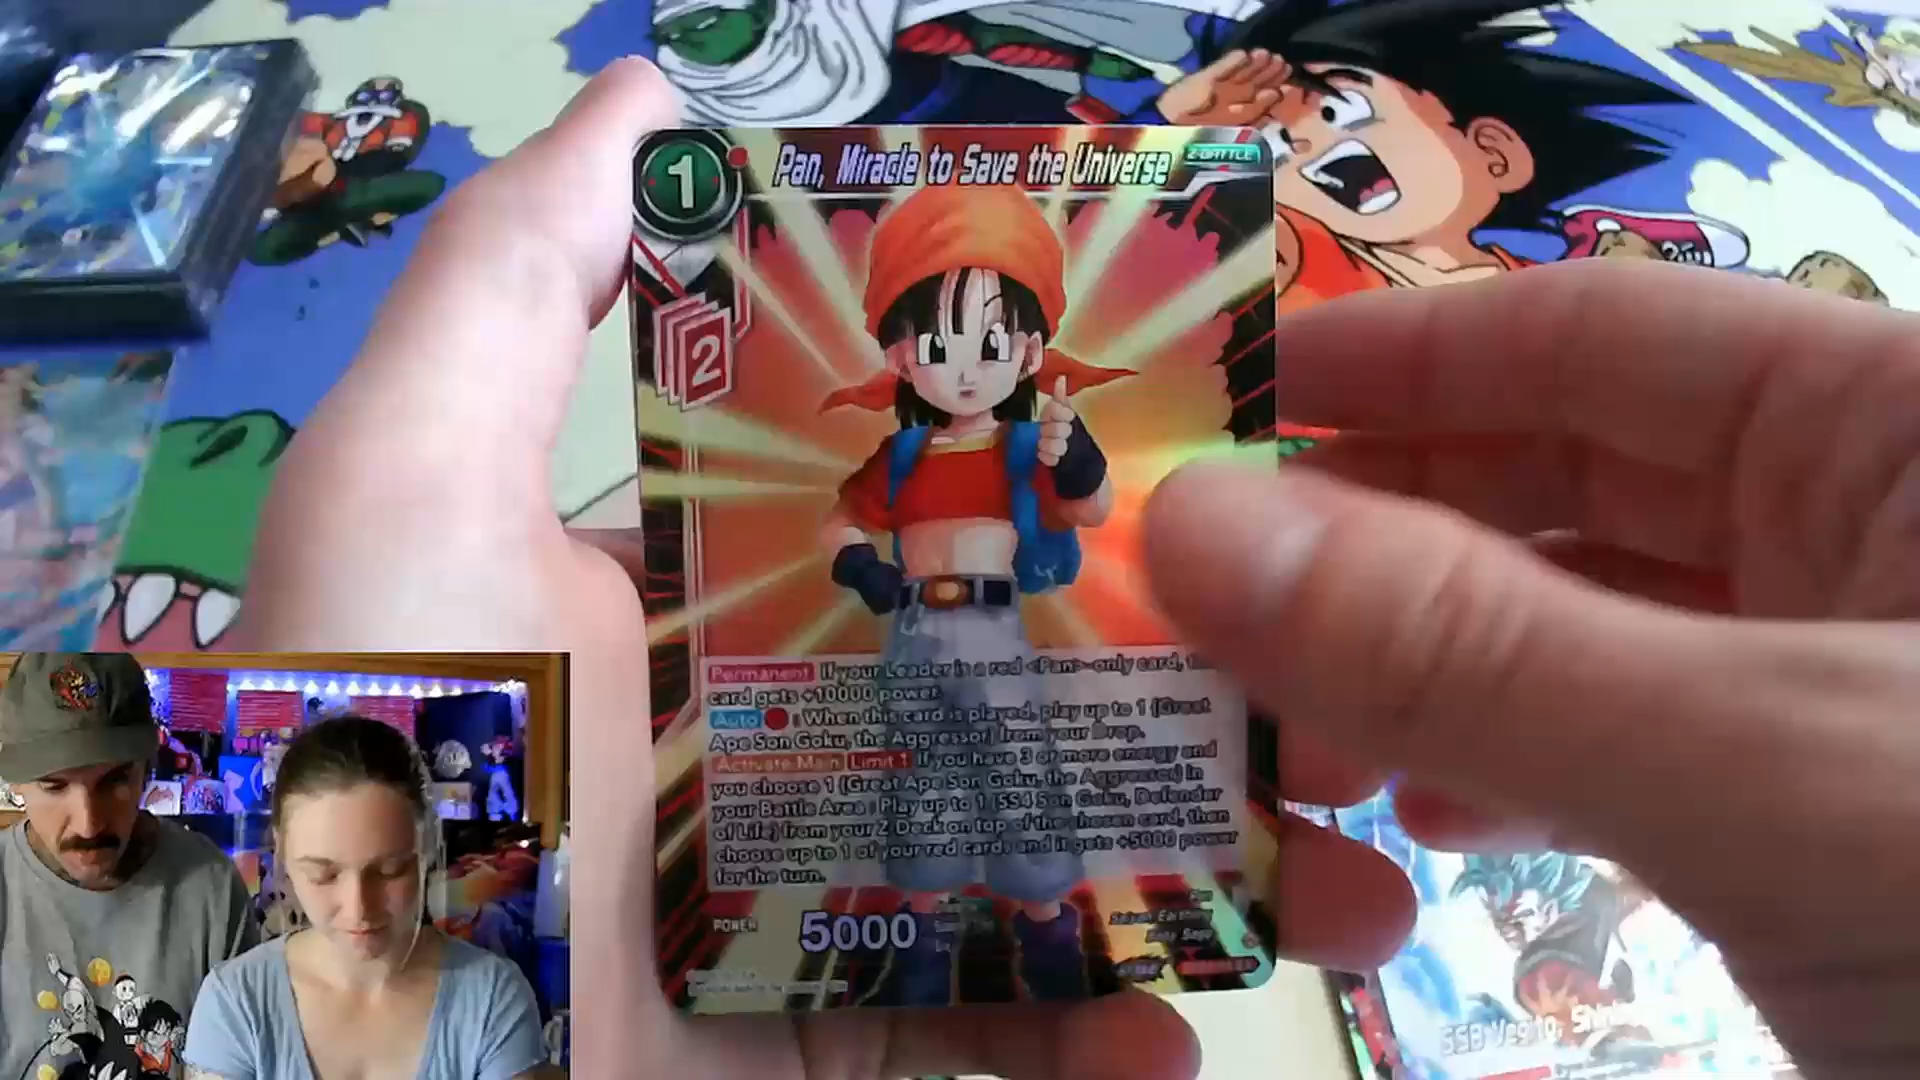 1
Pan, Miracle to Save the Universe
Z-BATTLE
2
Permanent If your Leader is a red <Pan>-only card,
card gets +10000 power.
Auto : When this card is played, play up to 1 {Great
Ape Son Goku, the Aggressor} from your Drop.
Activate Main Limit 1 If you have 3 or more energy and
you choose 1 {Great Ape Son Goku, the Aggressor} in
your Battle Area : Play up to 1 {SS4 Son Goku, Defender
of Life} from your Z Deck on top of the chosen card, then
choose up to 1 of your red cards and it gets +5000 power
for the turn.
POWER 5000
SSB Vegito,